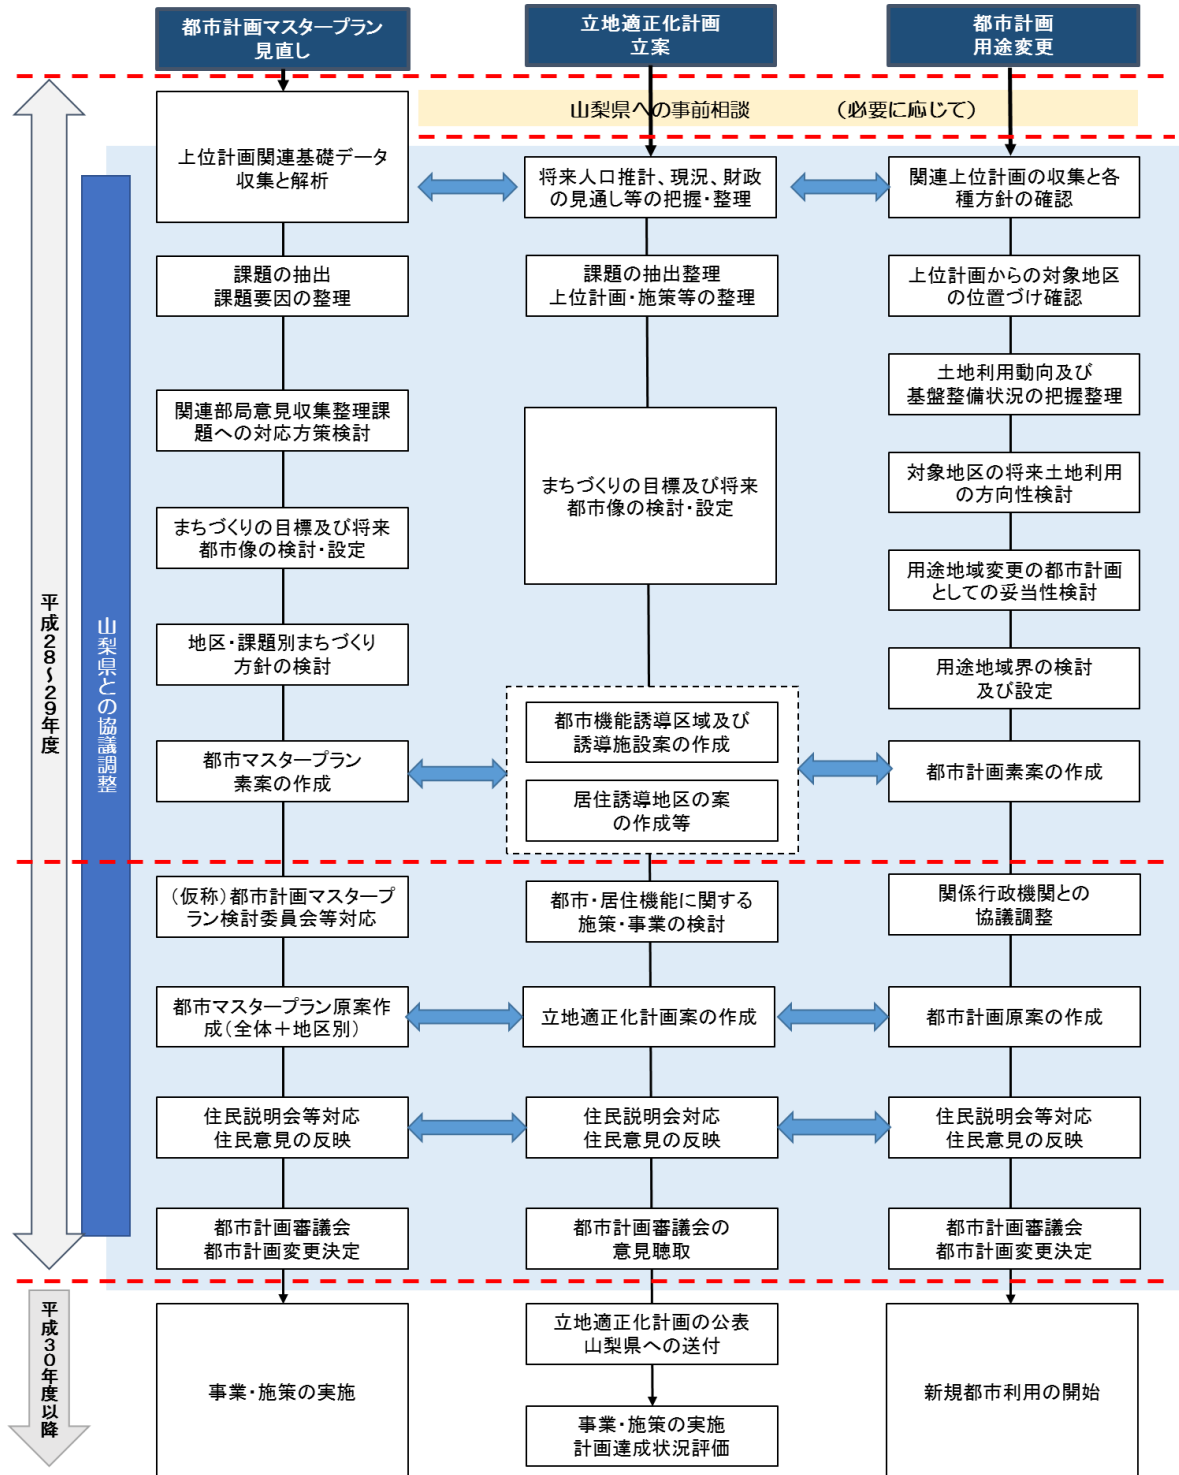 都市計画マスタープラン
見直し
立地適正化計画
立案
都市計画
用途変更
山梨県への事前相談　（必要に応じて）
上位計画関連基礎データ
収集と解析
将来人口推計、現況、財政
の見通し等の把握・整理
関連上位計画の収集と各
種方針の確認
課題の抽出
課題要因の整理
課題の抽出整理
上位計画・施策等の整理
上位計画からの対象地区
の位置づけ確認
土地利用動向及び
基盤整備状況の把握整理
関連部局意見収集整理課
題への対応方策検討
まちづくりの目標及び将来
都市像の検討・設定
対象地区の将来土地利用
の方向性検討
まちづくりの目標及び将来
都市像の検討・設定
用途地域変更の都市計画
としての妥当性検討
平成28～29年度
山梨県との協議調整
地区・課題別まちづくり
方針の検討
用途地域界の検討
及び設定
都市機能誘導区域及び
誘導施設案の作成
都市マスタープラン
素案の作成
居住誘導地区の案
の作成等
都市計画素案の作成
（仮称）都市計画マスタープ
ラン検討委員会等対応
都市・居住機能に関する
施策・事業の検討
関係行政機関との
協議調整
都市マスタープラン原案作
成（全体＋地区別）
立地適正化計画案の作成
都市計画原案の作成
住民説明会等対応
住民意見の反映
住民説明会対応
住民意見の反映
住民説明会等対応
住民意見の反映
都市計画審議会
都市計画変更決定
都市計画審議会の
意見聴取
都市計画審議会
都市計画変更決定
平成30年度以降
事業・施策の実施
立地適正化計画の公表
山梨県への送付
事業・施策の実施
計画達成状況評価
新規都市利用の開始